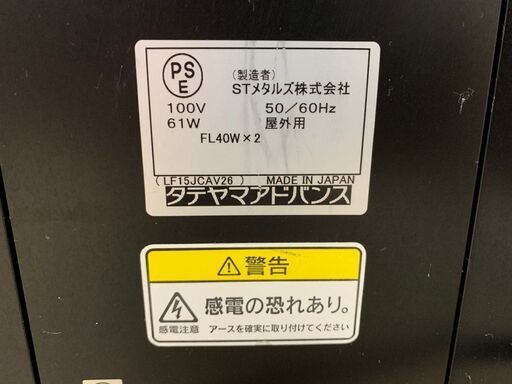 PS
E
(製造者)
STメタルズ株式会社
100V 50/60Hz
61W 屋外用
FL40W×2
(LF15JCAV26) MADE IN JAPAN
タテヤマアドバンス
警告
感電の恐れあり。
感電注意 アースを確実に取り付けてください